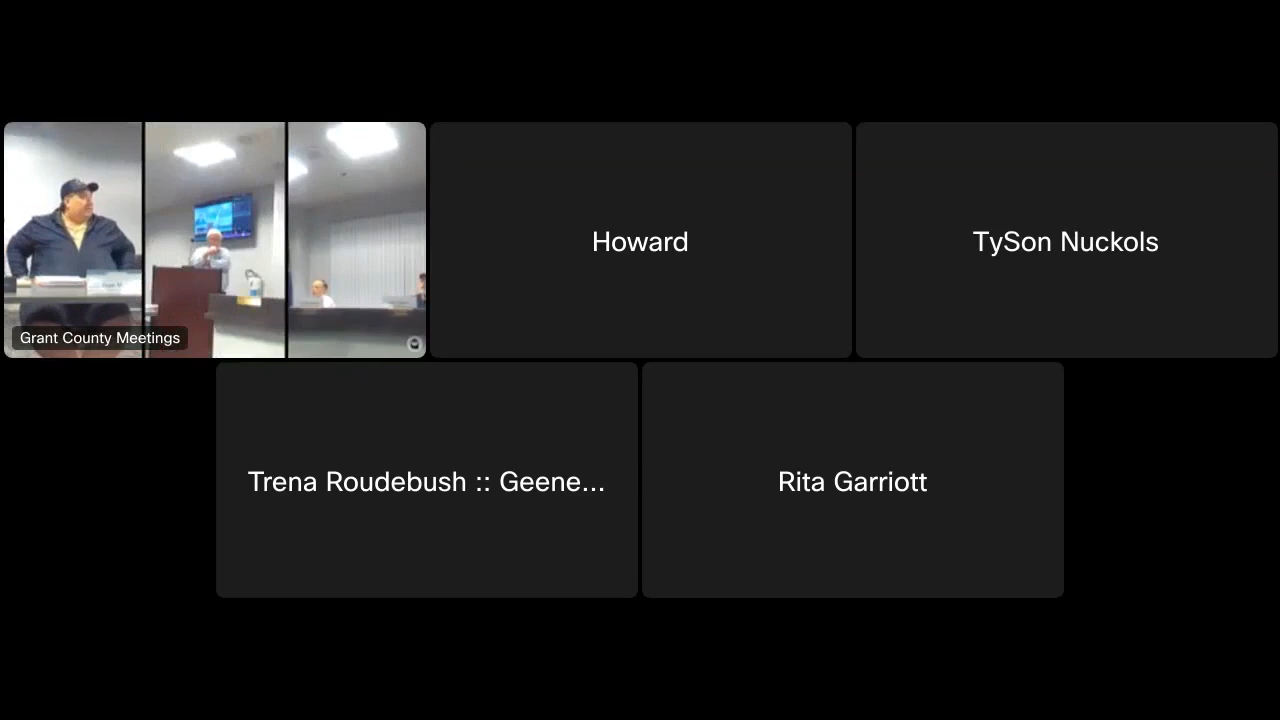 Grant County Meetings
Howard
TySon Nuckols
Trena Roudebush :: Geene...
Rita Garriott